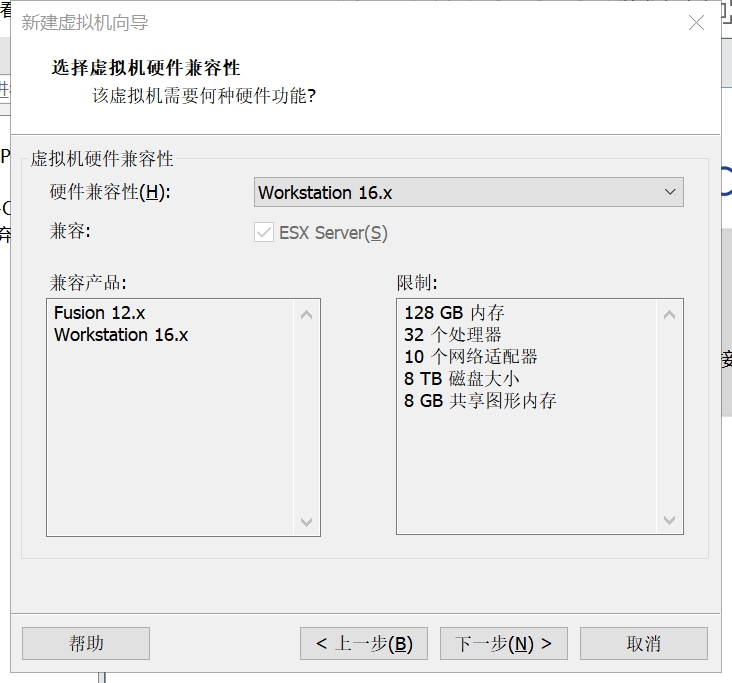 新建虚拟机向导
选择虚拟机硬件兼容性
该虚拟机需要何种硬件功能?
虚拟机硬件兼容性
硬件兼容性(H):
Workstation 16.x
兼容:
ESX Server(S)
兼容产品:
Fusion 12.x
Workstation 16.x
限制:
128 GB 内存
32 个处理器
10 个网络适配器
8 TB 磁盘大小
8 GB 共享图形内存
帮助
< 上一步(B)
下一步(N) >
取消